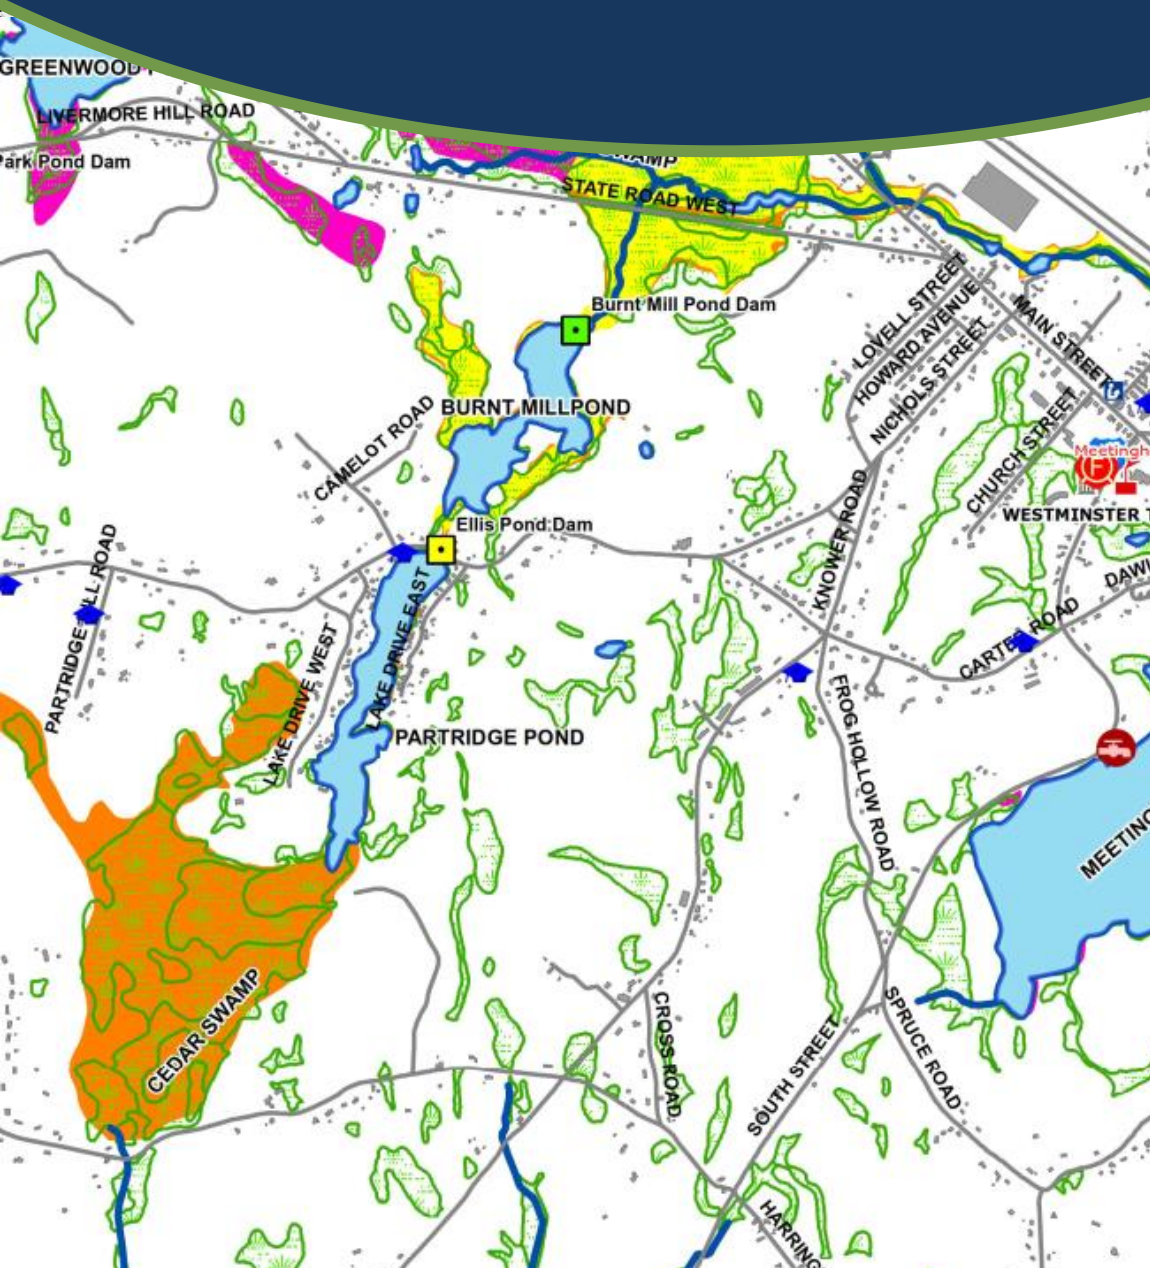 GREENWOOD
LIVERMORE HILL ROAD
Park Pond Dam
STATE ROAD WEST
Burnt Mill Pond Dam
LOVELL STREET
HOWARD AVENUE
NICHOLS STREET
MAIN STREET
BURNT MILLPOND
CAMELOT ROAD
CHURCH STREET
Meetingh
F
WESTMINSTER T
Ellis Pond Dam
KNOWER ROAD
PARTRIDGE HILL ROAD
LAKE DRIVE EAST
LAKE DRIVE WEST
CARTER ROAD
PARTRIDGE POND
FROG HOLLOW ROAD
MEETING
CEDAR SWAMP
CROSS ROAD
SOUTH STREET
SPRUCE ROAD
HARRING